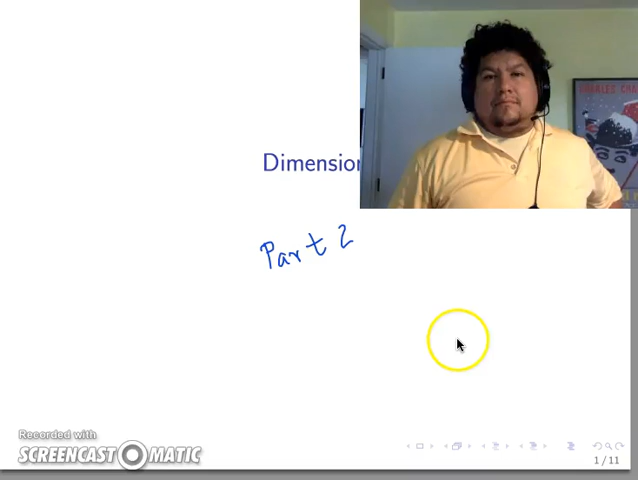 Dimension
Part 2
Recorded with
SCREENCAST MATIC
1 / 11